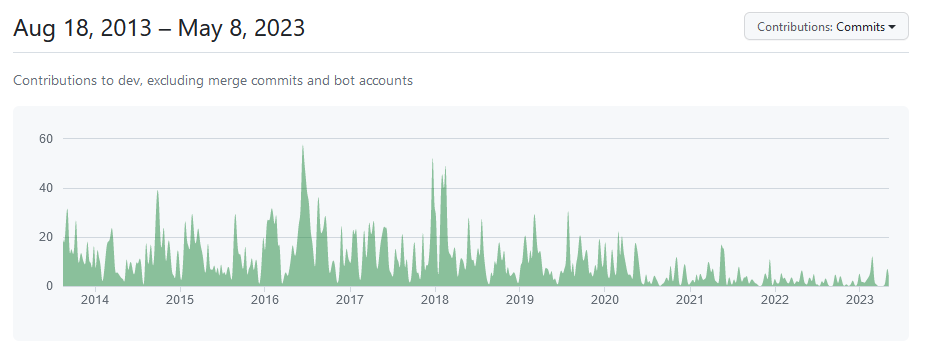 Aug 18, 2013 – May 8, 2023
Contributions: Commits
Contributions to dev, excluding merge commits and bot accounts
60
40
20
0
2014 2015 2016 2017 2018 2019 2020 2021 2022 2023